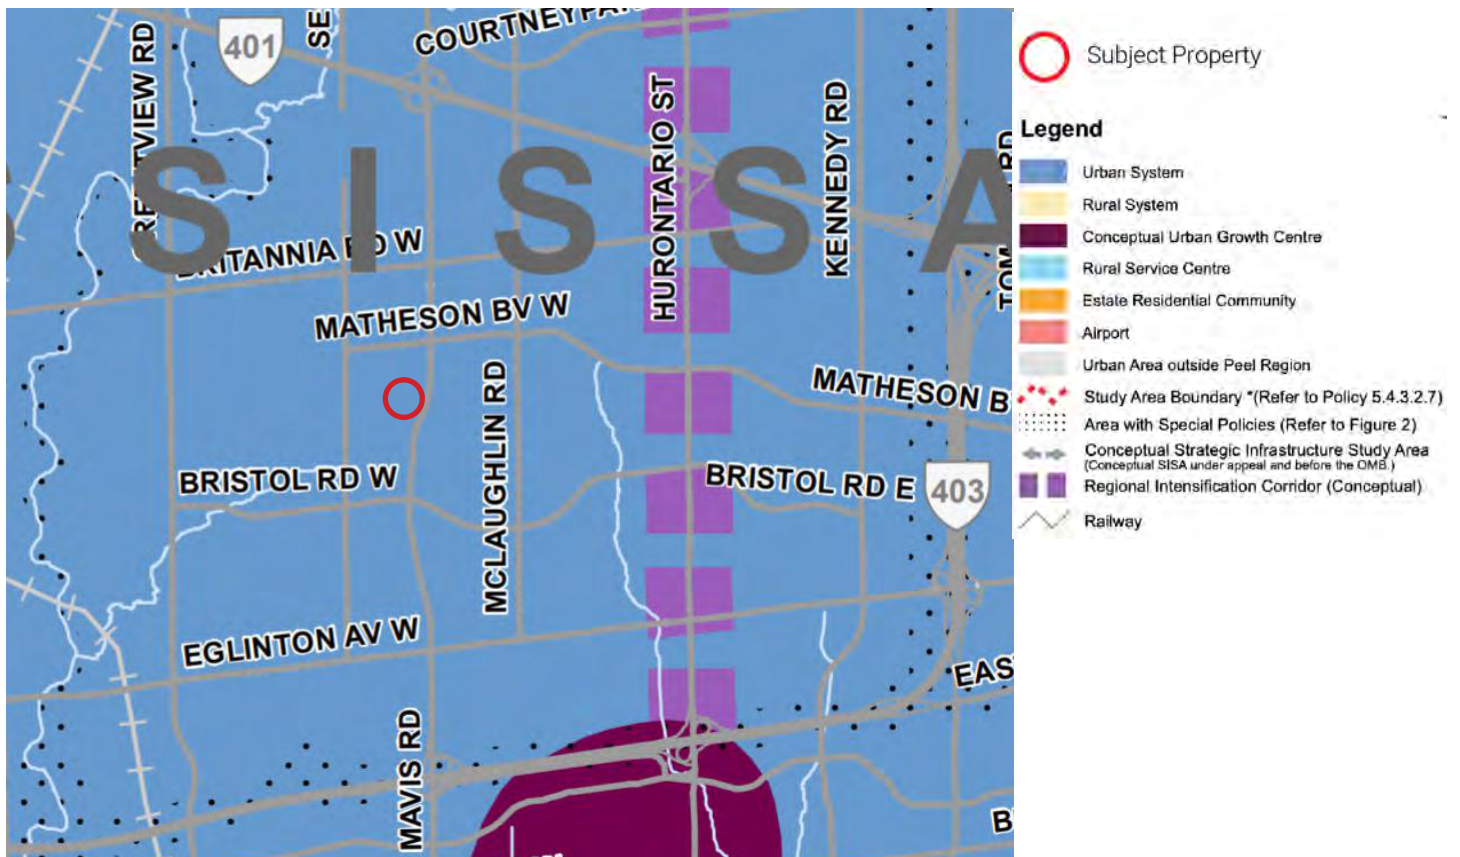 401
COURTNEYPAR
SE
HURONTARIO ST
KENNEDY RD
S S I S S A
BRITANNIA RD W
MATHESON BV W
MCLAUGHLIN RD
MATHESON B
BRISTOL RD W
BRISTOL RD E
403
EGLINTON AV W
EAS
MAVIS RD
B
Subject Property
Legend
Urban System
Rural System
Conceptual Urban Growth Centre
Rural Service Centre
Estate Residential Community
Airport
Urban Area outside Peel Region
Study Area Boundary *(Refer to Policy 5.4.3.2.7)
Area with Special Policies (Refer to Figure 2)
Conceptual Strategic Infrastructure Study Area
(Conceptual SISA under appeal and before the OMB.)
Regional Intensification Corridor (Conceptual)
Railway